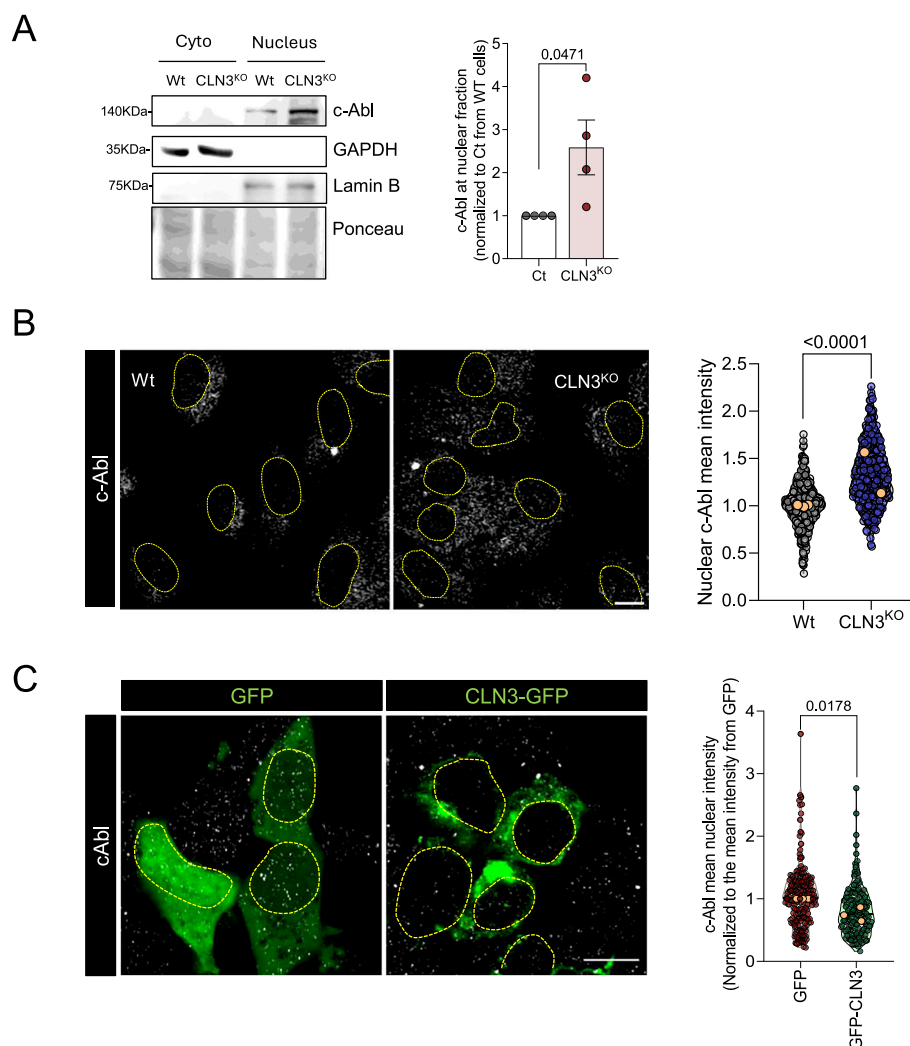 A
Cyto Nucleus
Wt CLN3KO Wt CLN3KO
140KDa c-Abl
35KDa GAPDH
75KDa Lamin B
Ponceau
c-Abl at nuclear fraction
(normalized to Ct from WT cells)
0.0471
5
4
3
2
1
0
Ct CLN3KO
B
c-Abl
Wt CLN3KO
Nuclear c-Abl mean intensity
<0.0001
2.5
2.0
1.5
1.0
0.5
0.0
Wt CLN3KO
C
GFP CLN3-GFP
cAbl
c-Abl mean nuclear intensity
(Normalized to the mean intensity from GFP)
0.0178
4
3
2
1
0
GFP
GFP-CLN3